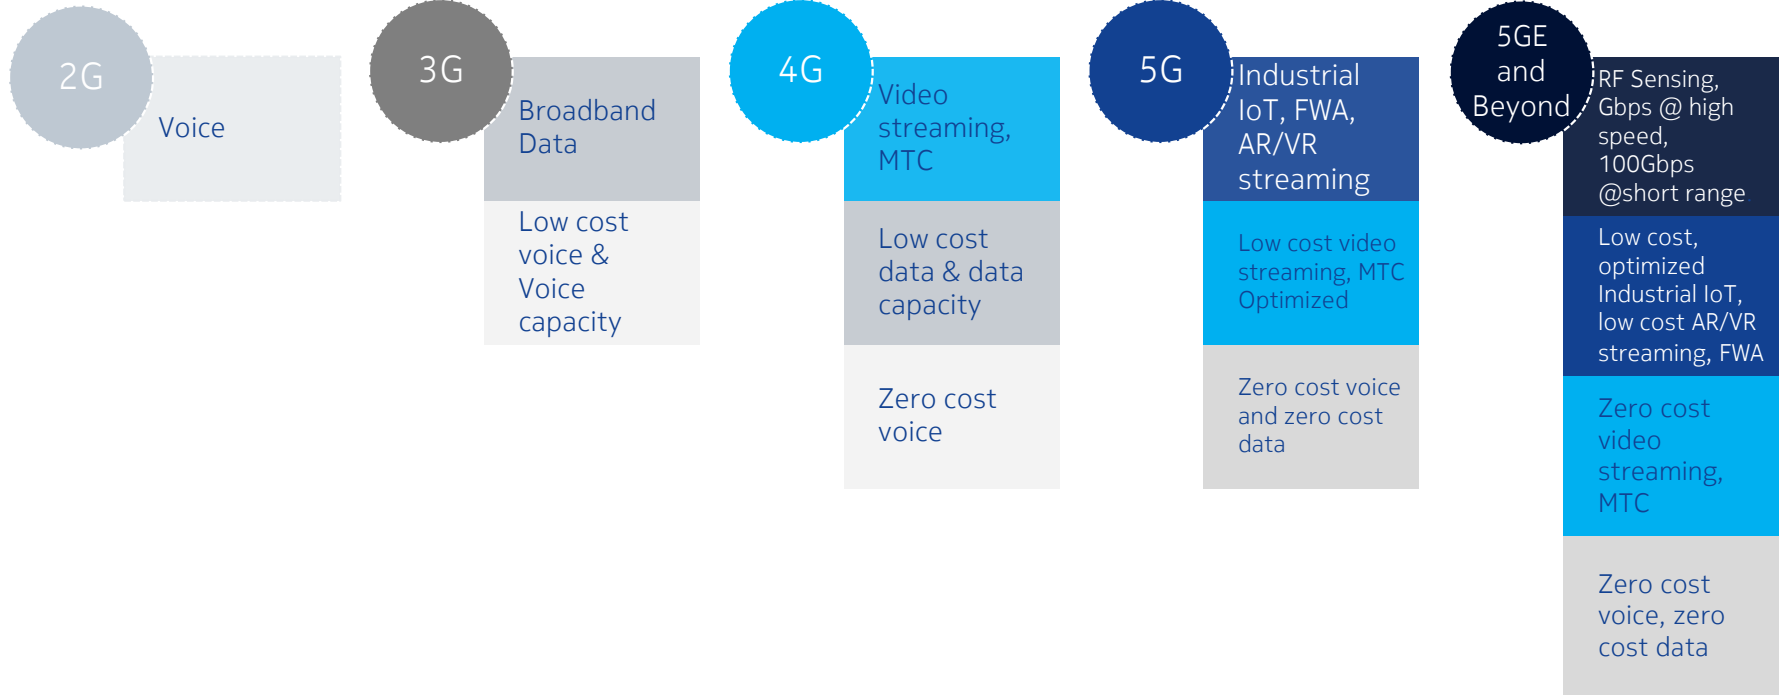 2G
Voice
3G
Broadband
Data
Low cost
voice &
Voice
capacity
4G
Video
streaming,
MTC
Low cost
data & data
capacity
Zero cost
voice
5G
Industrial
IoT, FWA,
AR/VR
streaming
Low cost video
streaming, MTC
Optimized
Zero cost voice
and zero cost
data
5GE
and
Beyond
RF Sensing,
Gbps @ high
speed,
100Gbps
@short range.
Low cost,
optimized
Industrial IoT,
low cost AR/VR
streaming, FWA
Zero cost
video
streaming,
MTC
Zero cost
voice, zero
cost data